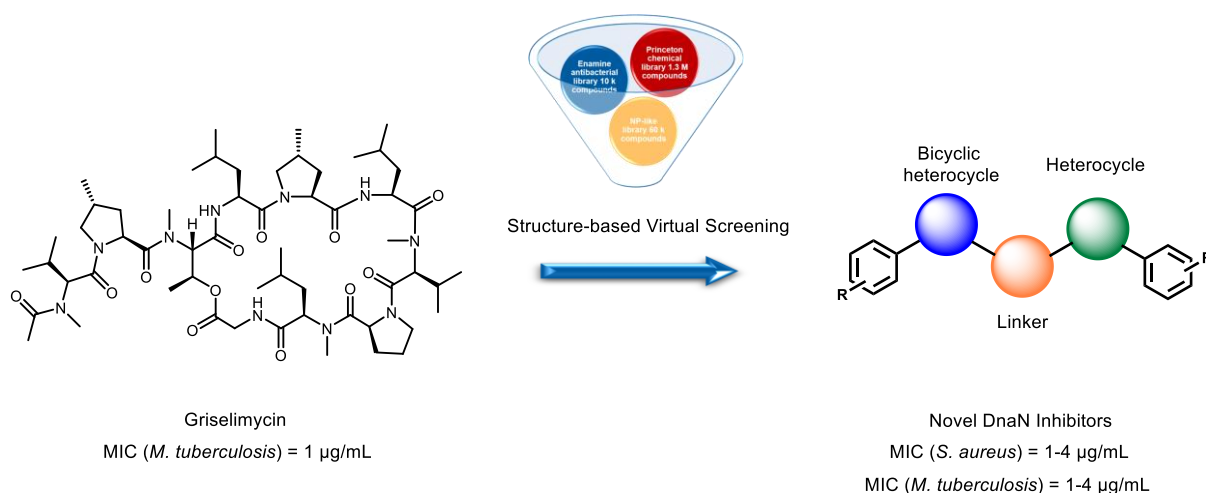 Enamine
antibacterial
library 10 k
compounds
Princeton
chemical
library 1.3 M
compounds
NP-like
library 60 k
compounds
H
N
O
HN
N
O
O
H
N
O
N
N
O
O
O
O
O
N
H
N
O
N
O
N
O
Structure-based Virtual Screening
Bicyclic
heterocycle
Heterocycle
R
R
Linker
Griselimycin
MIC (M. tuberculosis) = 1 µg/mL
Novel DnaN Inhibitors
MIC (S. aureus) = 1-4 µg/mL
MIC (M. tuberculosis) = 1-4 µg/mL